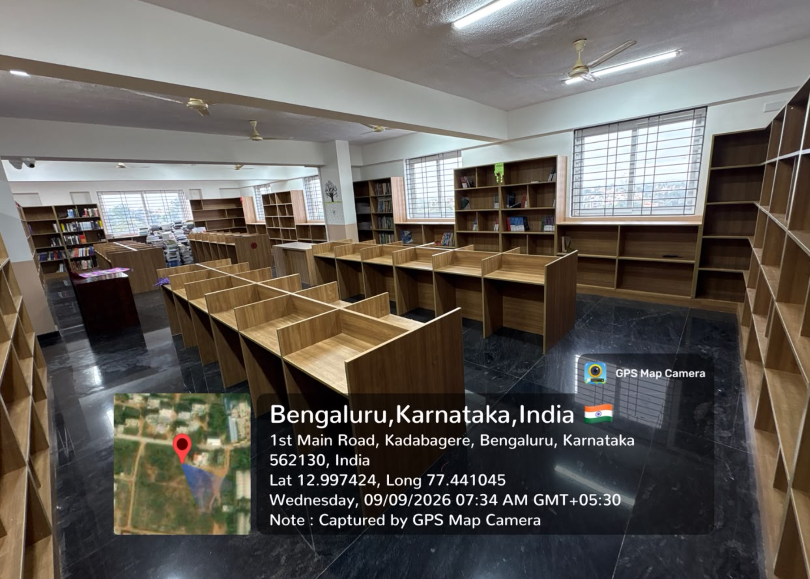 GPS Map Camera
Bengaluru,Karnataka,India 🇮🇳
1st Main Road, Kadabagere, Bengaluru, Karnataka
562130, India
Lat 12.997424, Long 77.441045
Wednesday, 09/09/2026 07:34 AM GMT+05:30
Note : Captured by GPS Map Camera